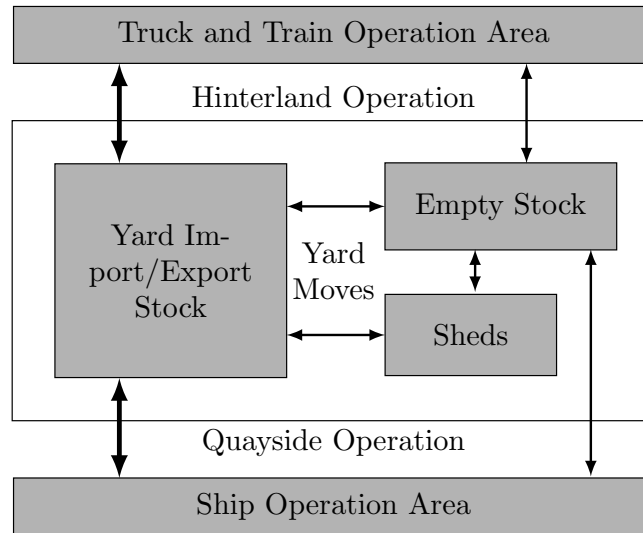 Truck and Train Operation Area
Hinterland Operation
Yard Im-
port/Export
Stock
Empty Stock
Yard
Moves
Sheds
Quayside Operation
Ship Operation Area